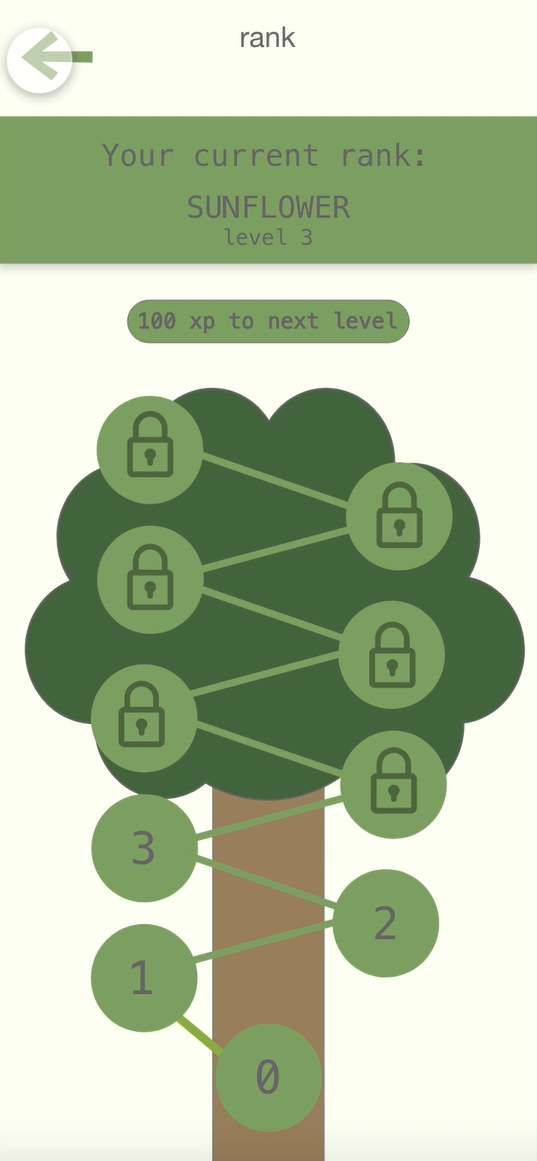 rank
Your current rank:
SUNFLOWER
level 3
100 xp to next level
3
2
1
0